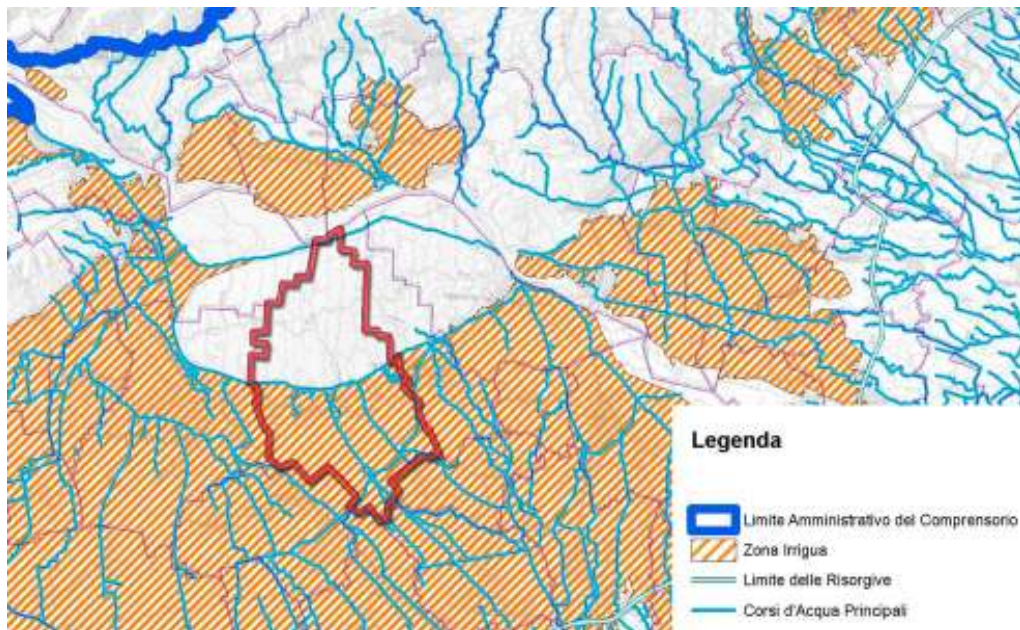 Legenda
Limite Amministrativo del Comprensorio
Zona Irrigua
Limite delle Risorgive
Corsi d'Acqua Principali